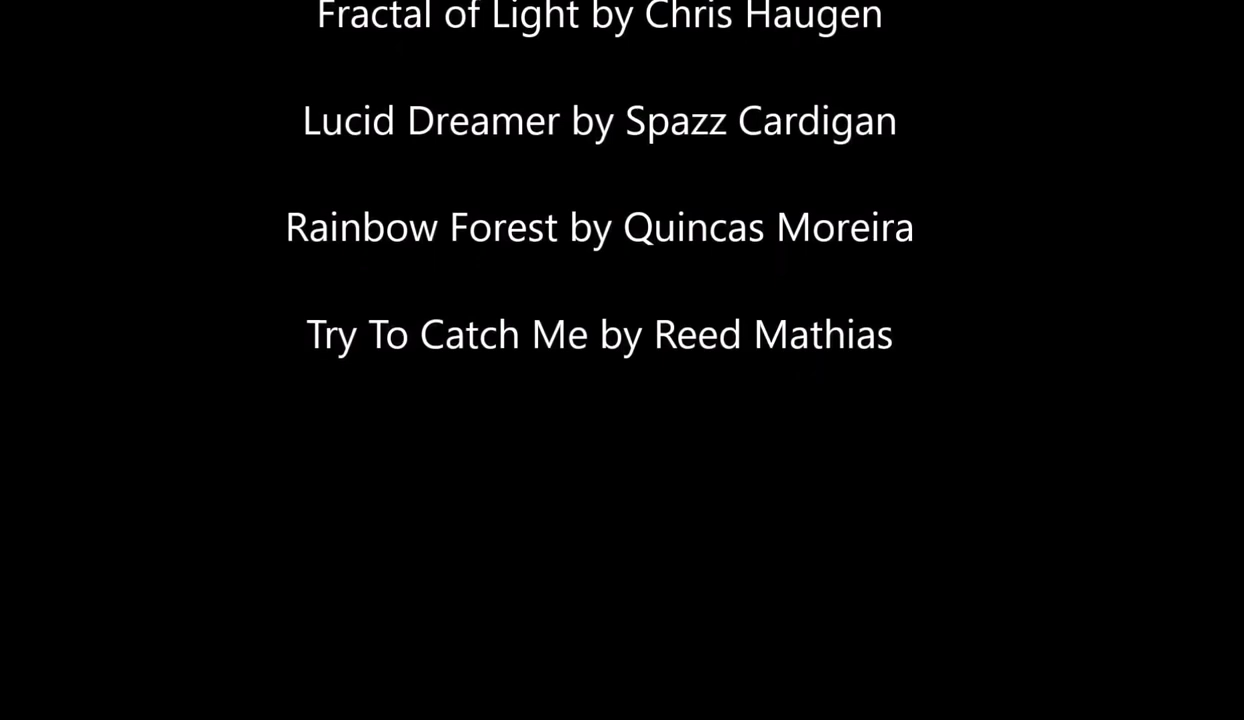 Fractal of Light by Chris Haugen
Lucid Dreamer by Spazz Cardigan
Rainbow Forest by Quincas Moreira
Try To Catch Me by Reed Mathias